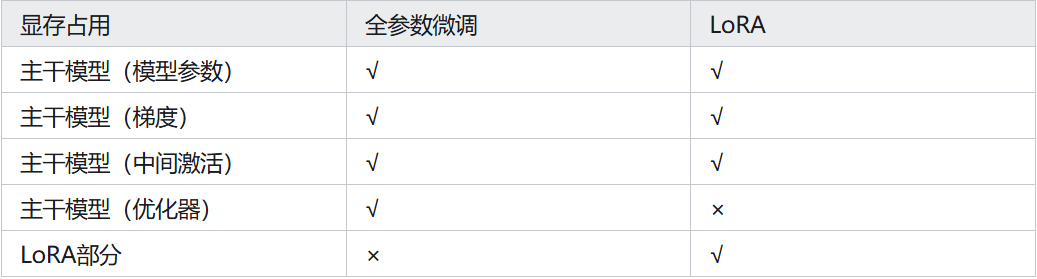 显存占用 全参数微调 LoRA
主干模型（模型参数） √ √
主干模型（梯度） √ √
主干模型（中间激活） √ √
主干模型（优化器） √ ×
LoRA部分 × √